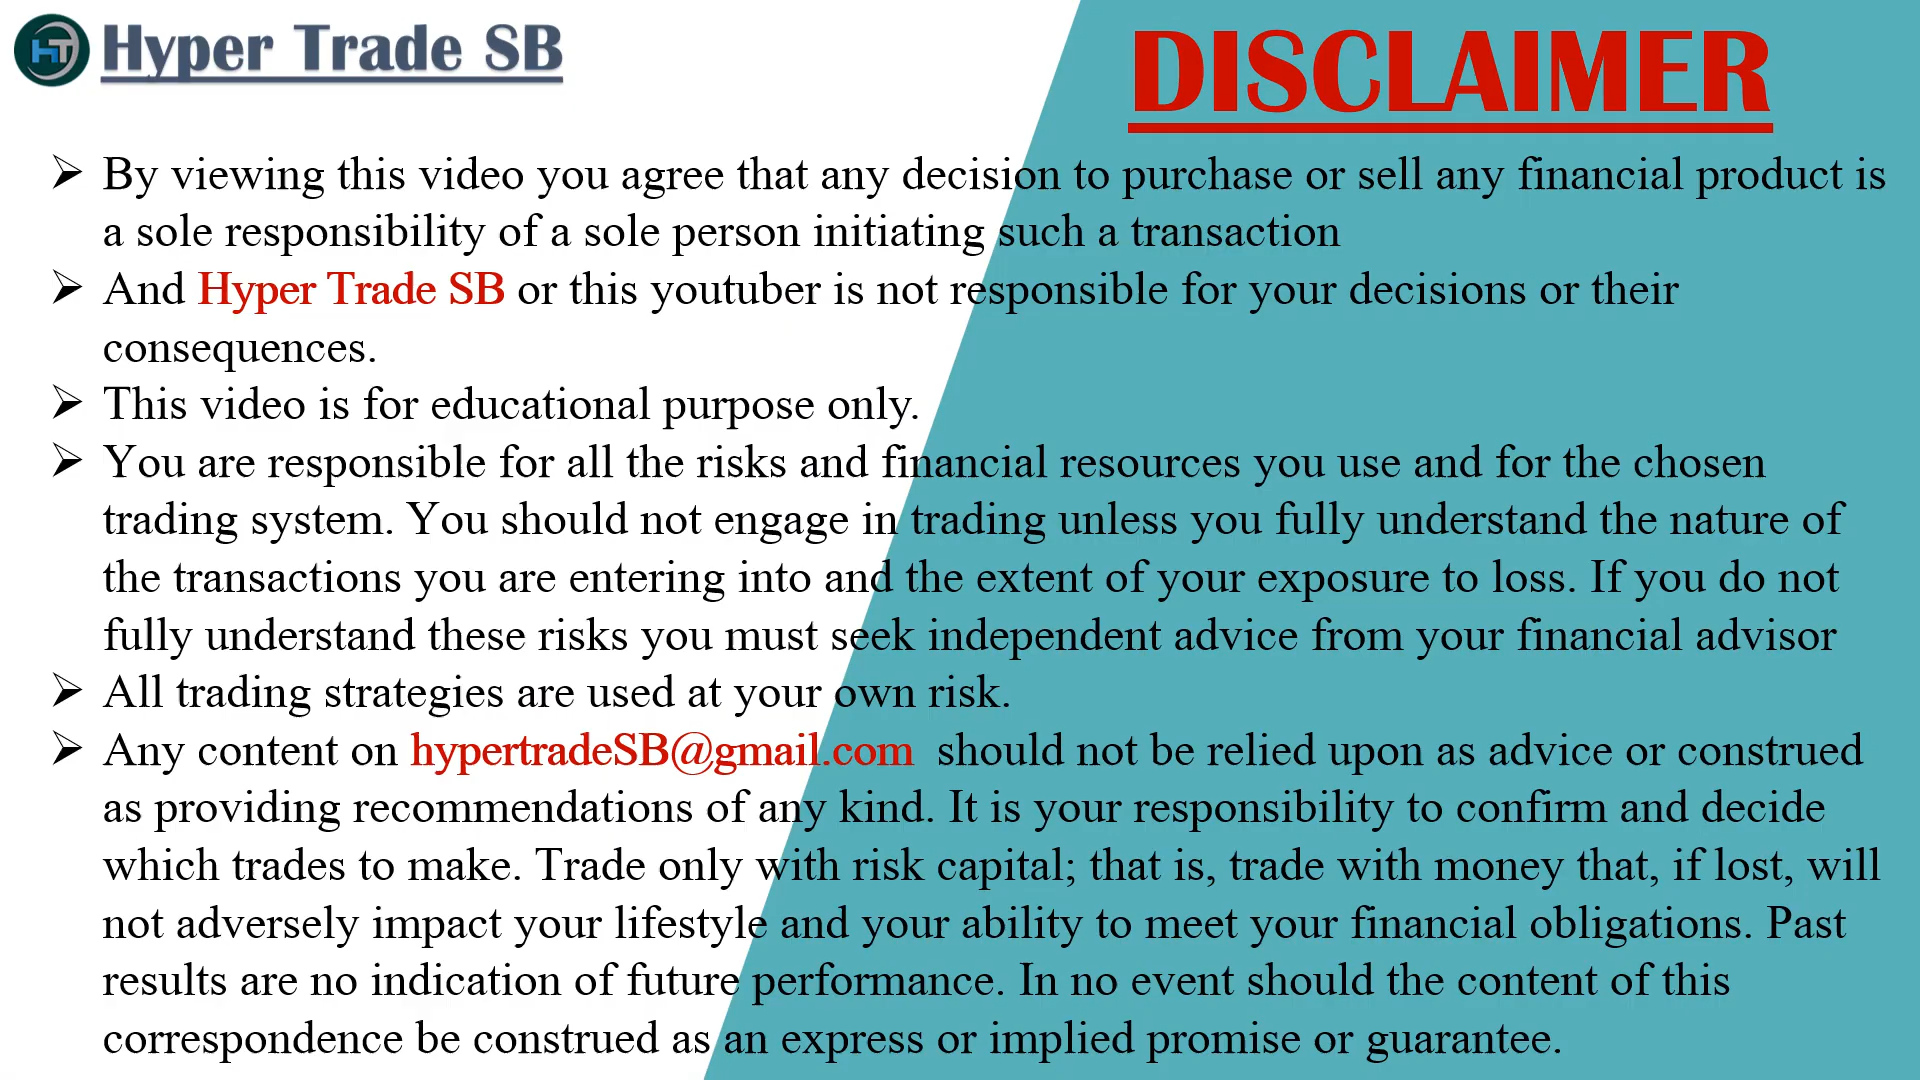 HT Hyper Trade SB
DISCLAIMER
➢ By viewing this video you agree that any decision to purchase or sell any financial product is
a sole responsibility of a sole person initiating such a transaction
➢ And Hyper Trade SB or this youtuber is not responsible for your decisions or their
consequences.
➢ This video is for educational purpose only.
➢ You are responsible for all the risks and financial resources you use and for the chosen
trading system. You should not engage in trading unless you fully understand the nature of
the transactions you are entering into and the extent of your exposure to loss. If you do not
fully understand these risks you must seek independent advice from your financial advisor
➢ All trading strategies are used at your own risk.
➢ Any content on hypertradeSB@gmail.com should not be relied upon as advice or construed
as providing recommendations of any kind. It is your responsibility to confirm and decide
which trades to make. Trade only with risk capital; that is, trade with money that, if lost, will
not adversely impact your lifestyle and your ability to meet your financial obligations. Past
results are no indication of future performance. In no event should the content of this
correspondence be construed as an express or implied promise or guarantee.